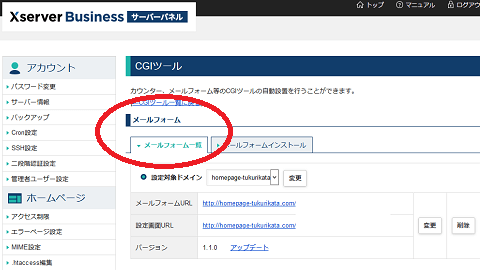 Xserver Business サーバーパネル
トップ マニュアル ログアウ
アカウント
パスワード変更
サーバー情報
バックアップ
Cron設定
SSH設定
二段階認証設定
管理者ユーザー設定
ホームページ
アクセス制限
エラーページ設定
MIME設定
.htaccess編集
CGIツール
カウンター、メールフォーム等のCGIツールの自動設置を行うことができます。
CGIツール一覧に戻る
メールフォーム
メールフォーム一覧
メールフォームインストール
設定対象ドメイン homepage-tukurikata 変更
メールフォームURL http://homepage-tukurikata.com/
設定画面URL http://homepage-tukurikata.com/
変更 削除
バージョン 1.1.0 アップデート